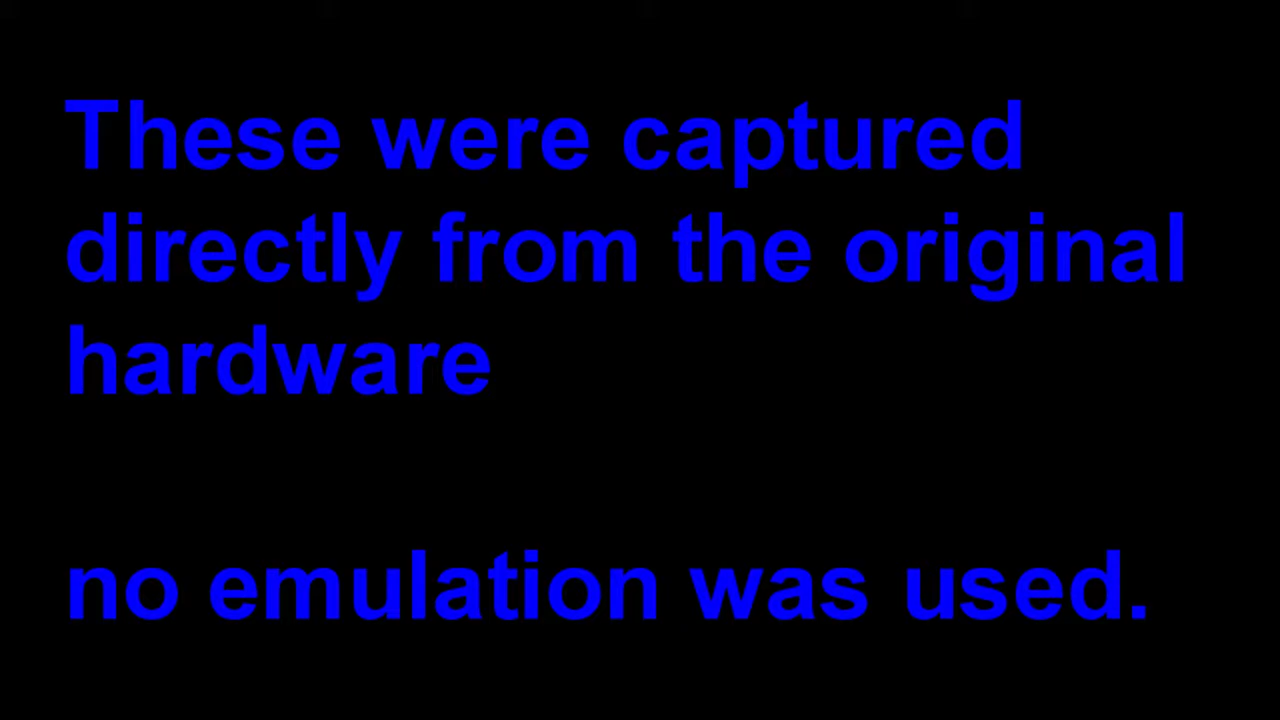 These were captured
directly from the original
hardware
no emulation was used.